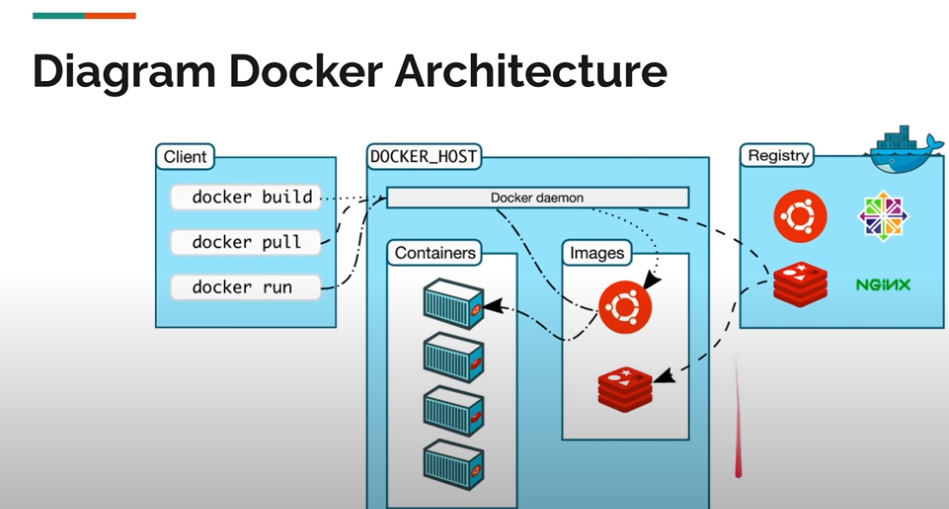 Diagram Docker Architecture
Client
docker build
docker pull
docker run
DOCKER_HOST
Docker daemon
Containers
Images
Registry
NGINX